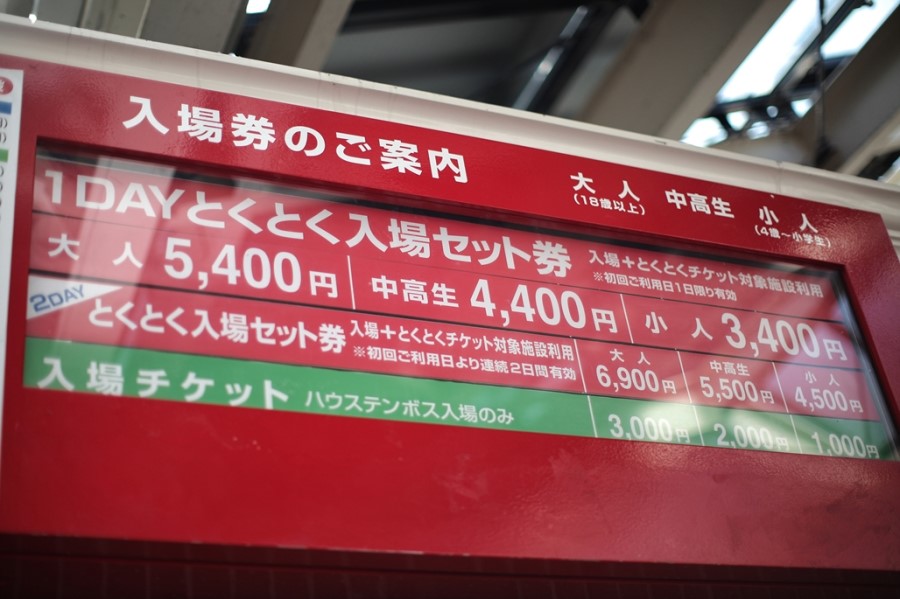 入場券のご案内
大人 中高生 小人
(18歳以上) (4歳〜小学生)
1DAYとくとく入場セット券 入場+とくとくチケット対象施設利用
※初回ご利用日1日限り有効
大人 5,400円 中高生 4,400円 小人 3,400円
2DAY
とくとく入場セット券 入場+とくとくチケット対象施設利用
※初回ご利用日より連続2日間有効
大人 中高生 小人
6,900円 5,500円 4,500円
入場チケット ハウステンボス入場のみ 3,000円 2,000円 1,000円